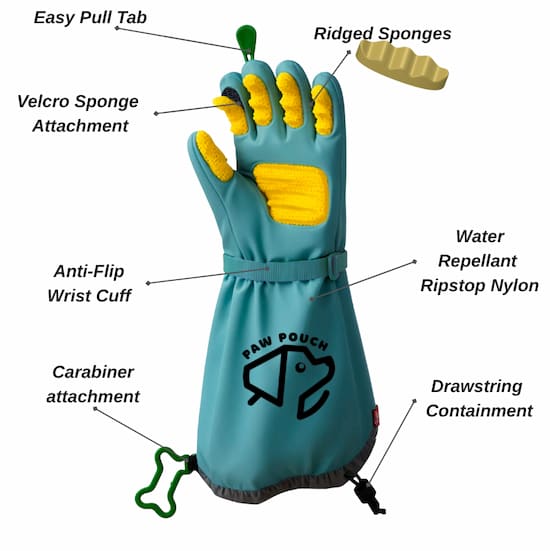 Easy Pull Tab
Ridged Sponges
Velcro Sponge
Attachment
Water
Repellant
Ripstop Nylon
Anti-Flip
Wrist Cuff
PAW POUCH
Carabiner
attachment
Drawstring
Containment